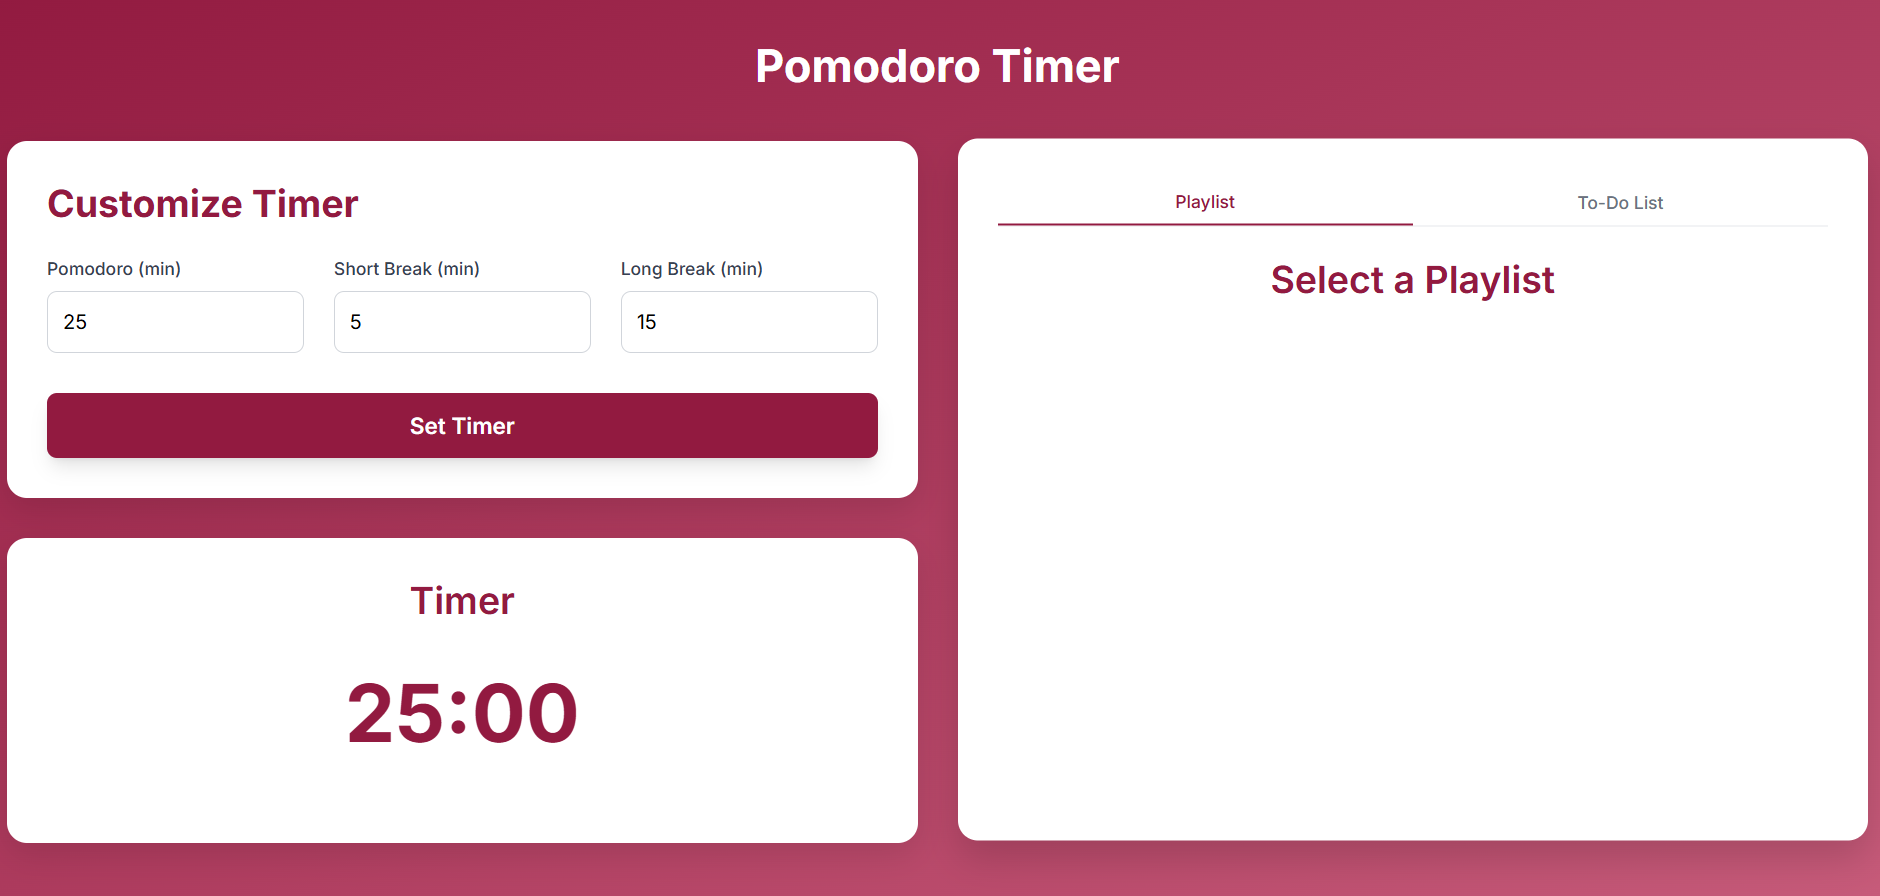 Pomodoro Timer
Customize Timer
Pomodoro (min)
Short Break (min)
Long Break (min)
25
5
15
Set Timer
Timer
25:00
Playlist
To-Do List
Select a Playlist